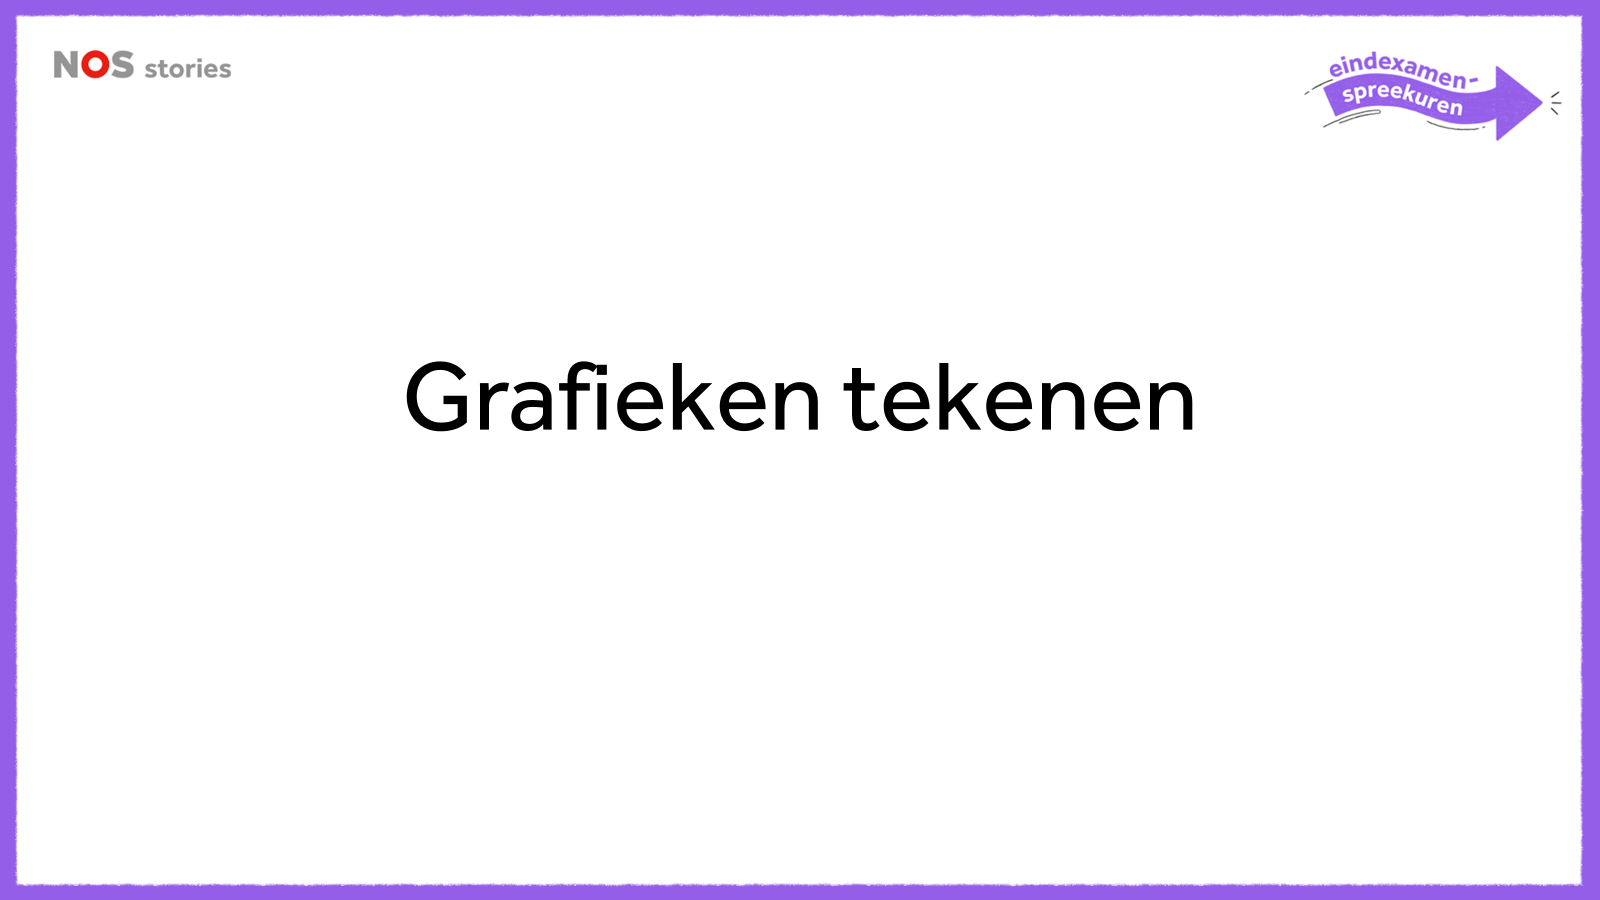 NOS stories
eindexamen-
spreekuren
Grafieken tekenen